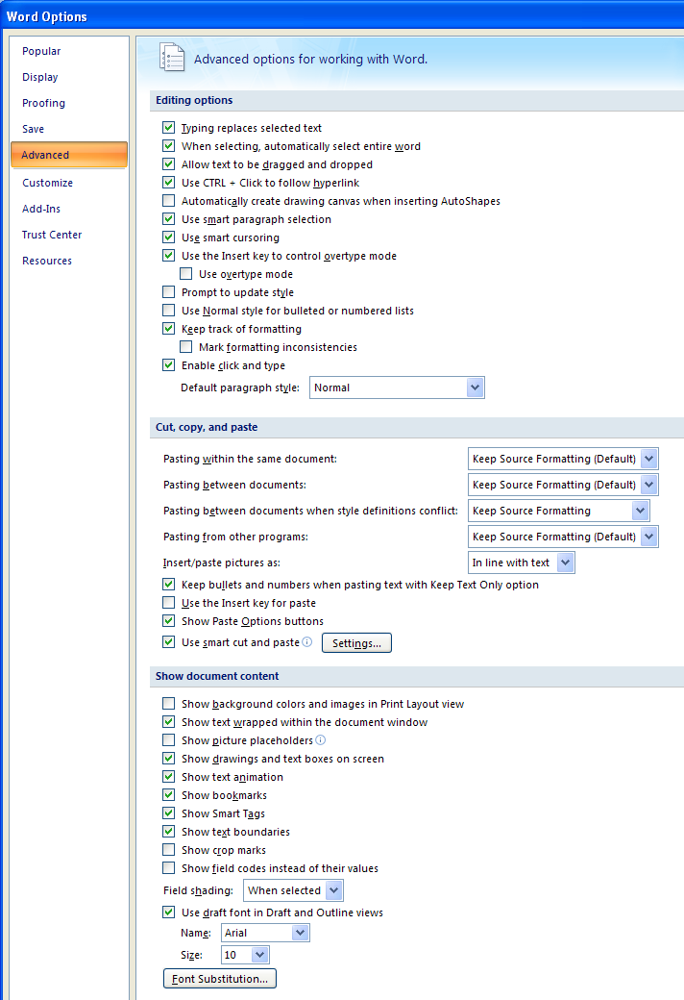 Word Options
Popular
Display
Proofing
Save
Advanced
Customize
Add-Ins
Trust Center
Resources
Advanced options for working with Word.
Editing options
Typing replaces selected text
When selecting, automatically select entire word
Allow text to be dragged and dropped
Use CTRL + Click to follow hyperlink
Automatically create drawing canvas when inserting AutoShapes
Use smart paragraph selection
Use smart cursoring
Use the Insert key to control overtype mode
Use overtype mode
Prompt to update style
Use Normal style for bulleted or numbered lists
Keep track of formatting
Mark formatting inconsistencies
Enable click and type
Default paragraph style: Normal
Cut, copy, and paste
Pasting within the same document: Keep Source Formatting (Default)
Pasting between documents: Keep Source Formatting (Default)
Pasting between documents when style definitions conflict: Keep Source Formatting
Pasting from other programs: Keep Source Formatting (Default)
Insert/paste pictures as: In line with text
Keep bullets and numbers when pasting text with Keep Text Only option
Use the Insert key for paste
Show Paste Options buttons
Use smart cut and paste Settings...
Show document content
Show background colors and images in Print Layout view
Show text wrapped within the document window
Show picture placeholders
Show drawings and text boxes on screen
Show text animation
Show bookmarks
Show Smart Tags
Show text boundaries
Show crop marks
Show field codes instead of their values
Field shading: When selected
Use draft font in Draft and Outline views
Name: Arial
Size: 10
Font Substitution...